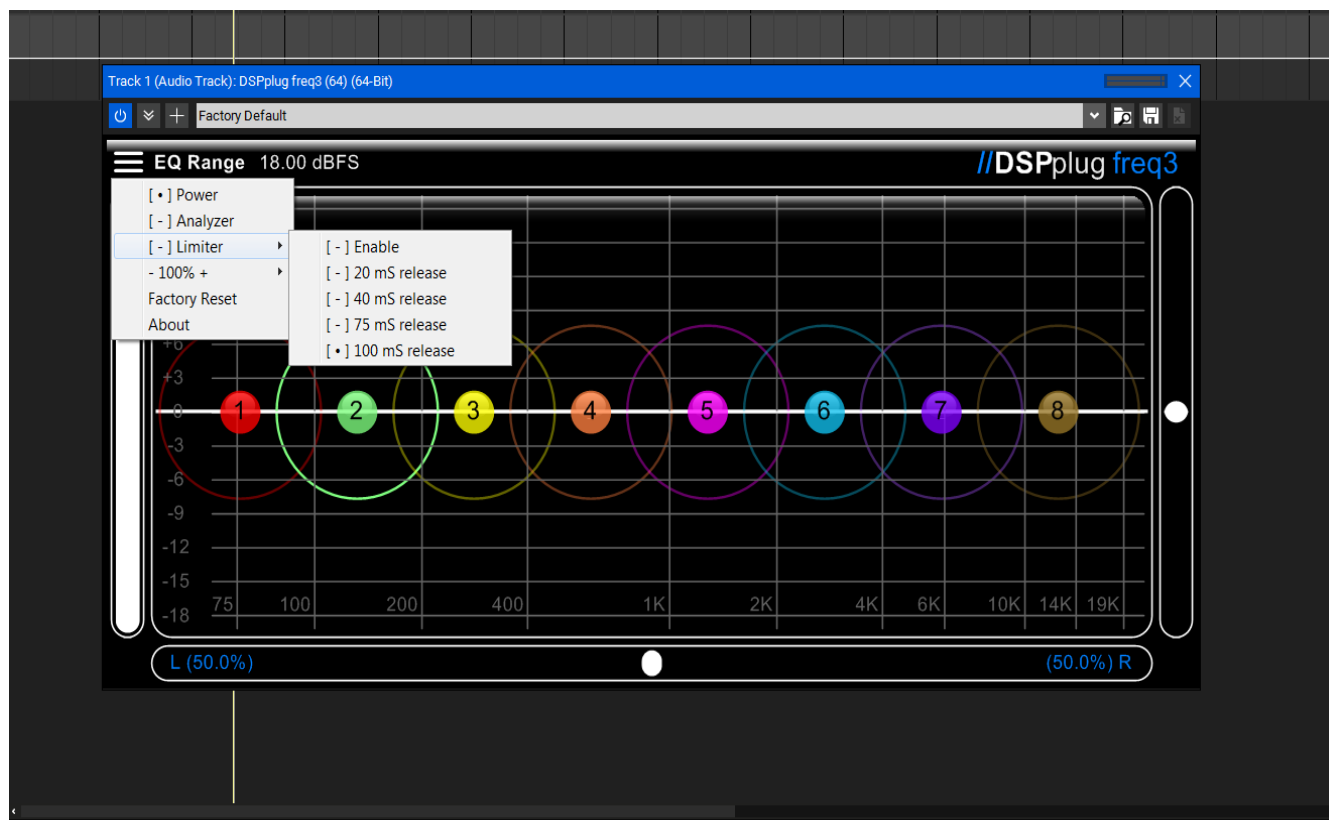 Track 1 (Audio Track): DSPplug freq3 (64) (64-Bit)
Factory Default
EQ Range 18.00 dBFS
//DSPplug freq3
[ • ] Power
[ - ] Analyzer
[ - ] Limiter
- 100% +
Factory Reset
About
[ - ] Enable
[ - ] 20 mS release
[ - ] 40 mS release
[ - ] 75 mS release
[ • ] 100 mS release
+6
+3
0
-3
-6
-9
-12
-15
-18
1 2 3 4 5 6 7 8
75 100 200 400 1K 2K 4K 6K 10K 14K 19K
L (50.0%) (50.0%) R